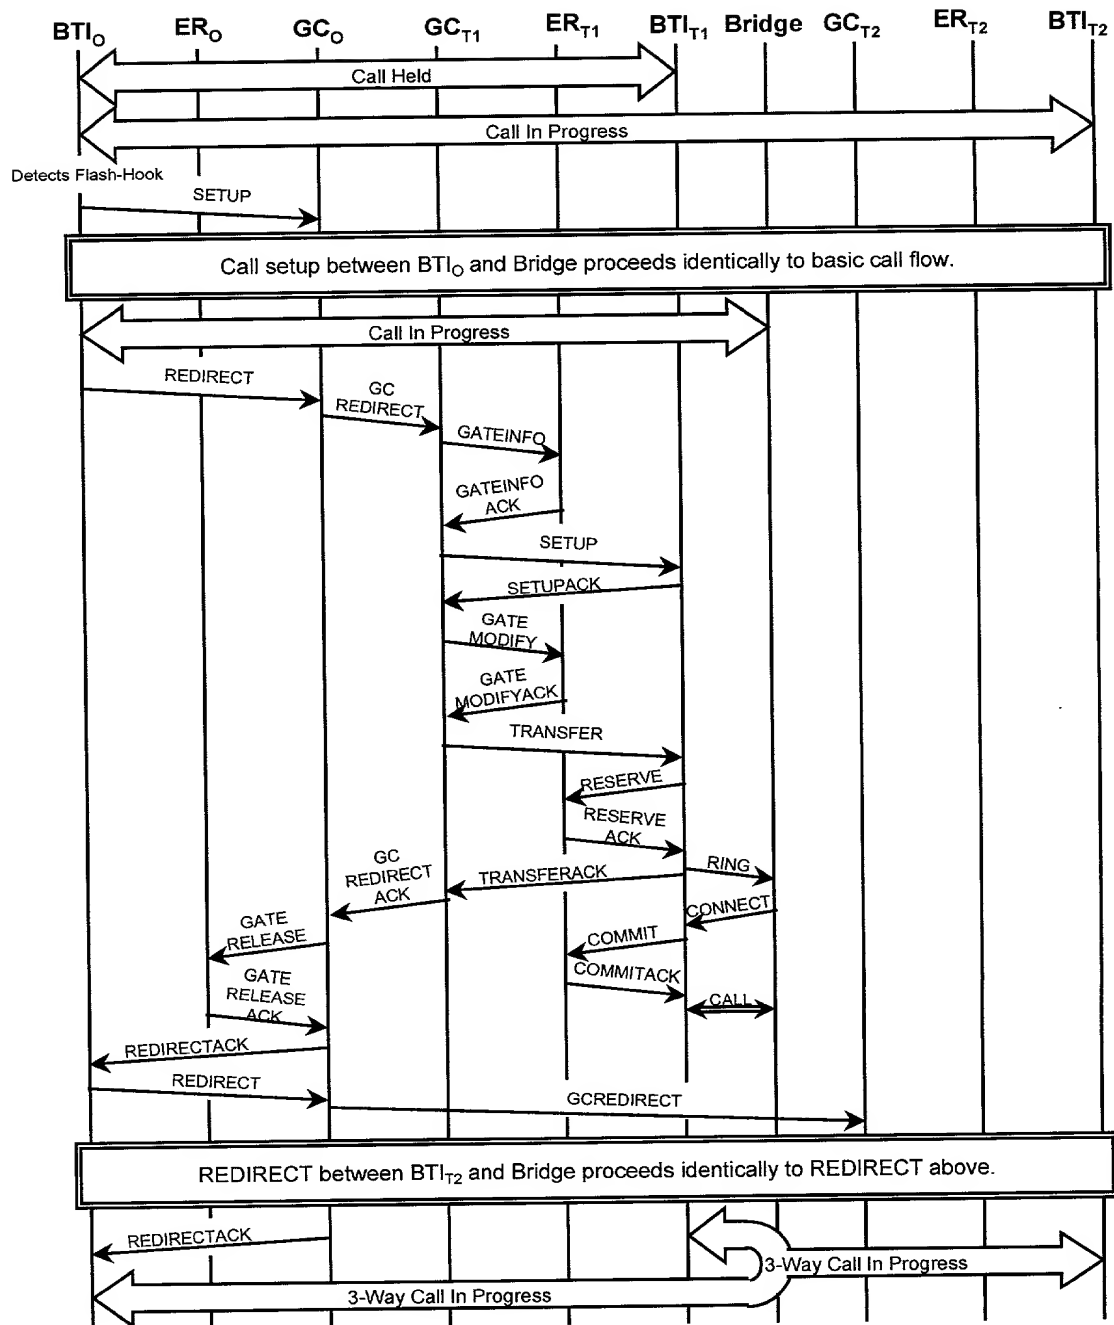 BTIO ERO GCO GCT1 ERT1 BTIT1 Bridge GCT2 ERT2 BTIT2
Call Held
Call In Progress
Detects Flash-Hook
SETUP
Call setup between BTIO and Bridge proceeds identically to basic call flow.
Call In Progress
REDIRECT
GC
REDIRECT
GATEINFO
GATEINFO
ACK
SETUP
SETUPACK
GATE
MODIFY
GATE
MODIFYACK
TRANSFER
RESERVE
RESERVE
ACK
RING
TRANSFERACK
GC
REDIRECT
ACK
CONNECT
GATE
RELEASE
COMMIT
COMMITACK
GATE
RELEASE
ACK
CALL
REDIRECTACK
REDIRECT
GCREDIRECT
REDIRECT between BTIT2 and Bridge proceeds identically to REDIRECT above.
REDIRECTACK
3-Way Call In Progress
3-Way Call In Progress